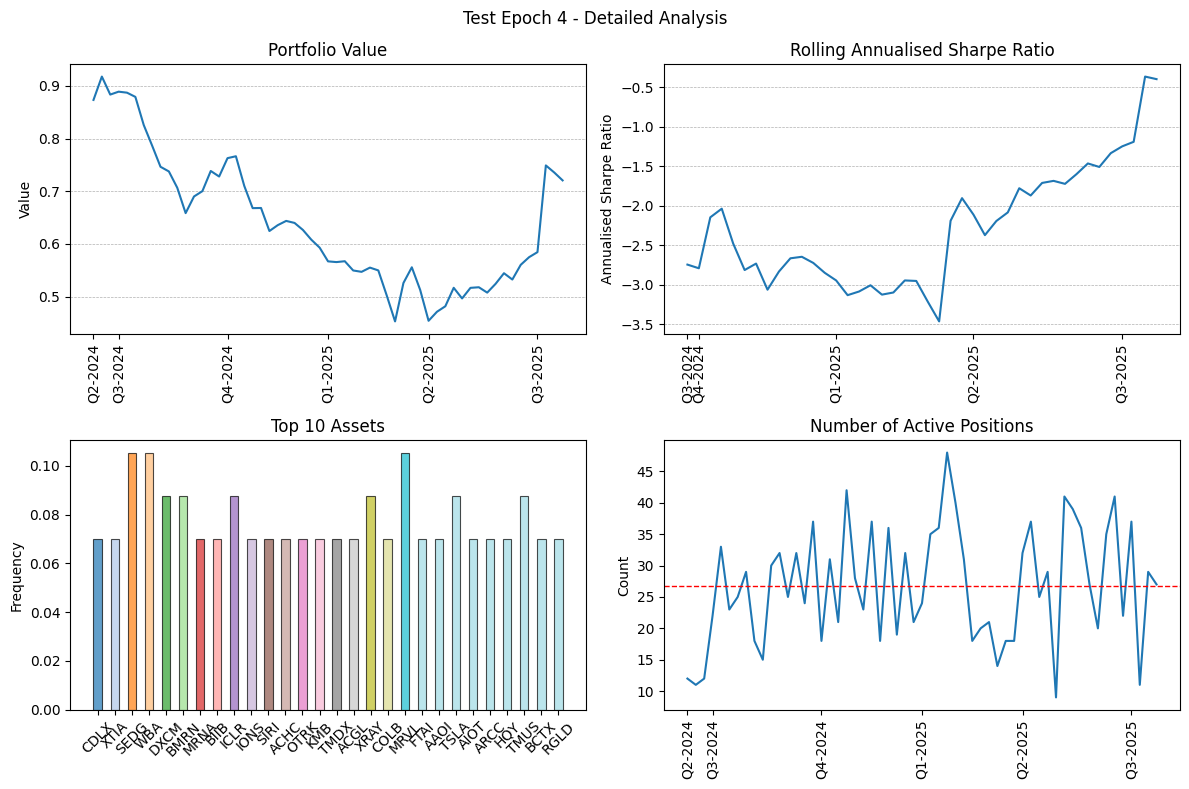 Test Epoch 4 - Detailed Analysis
Portfolio Value
Value
0.9
0.8
0.7
0.6
0.5
Q2-2024
Q3-2024
Q4-2024
Q1-2025
Q2-2025
Q3-2025
Rolling Annualised Sharpe Ratio
Annualised Sharpe Ratio
−0.5
−1.0
−1.5
−2.0
−2.5
−3.0
−3.5
Q3-2024
Q4-2024
Q1-2025
Q2-2025
Q3-2025
Top 10 Assets
Frequency
0.10
0.08
0.06
0.04
0.02
0.00
CDLX
XTIA
SEDG
WBA
DXCM
BMRN
MRNA
BIIB
ICLR
IONS
SIRI
ACHC
OTRK
KMB
TMDX
ACGL
XRAY
COLB
MRVL
FTAI
AAOI
TSLA
AIOT
ARCC
HQY
TMUS
BCTX
RGLD
Number of Active Positions
Count
45
40
35
30
25
20
15
10
Q2-2024
Q3-2024
Q4-2024
Q1-2025
Q2-2025
Q3-2025